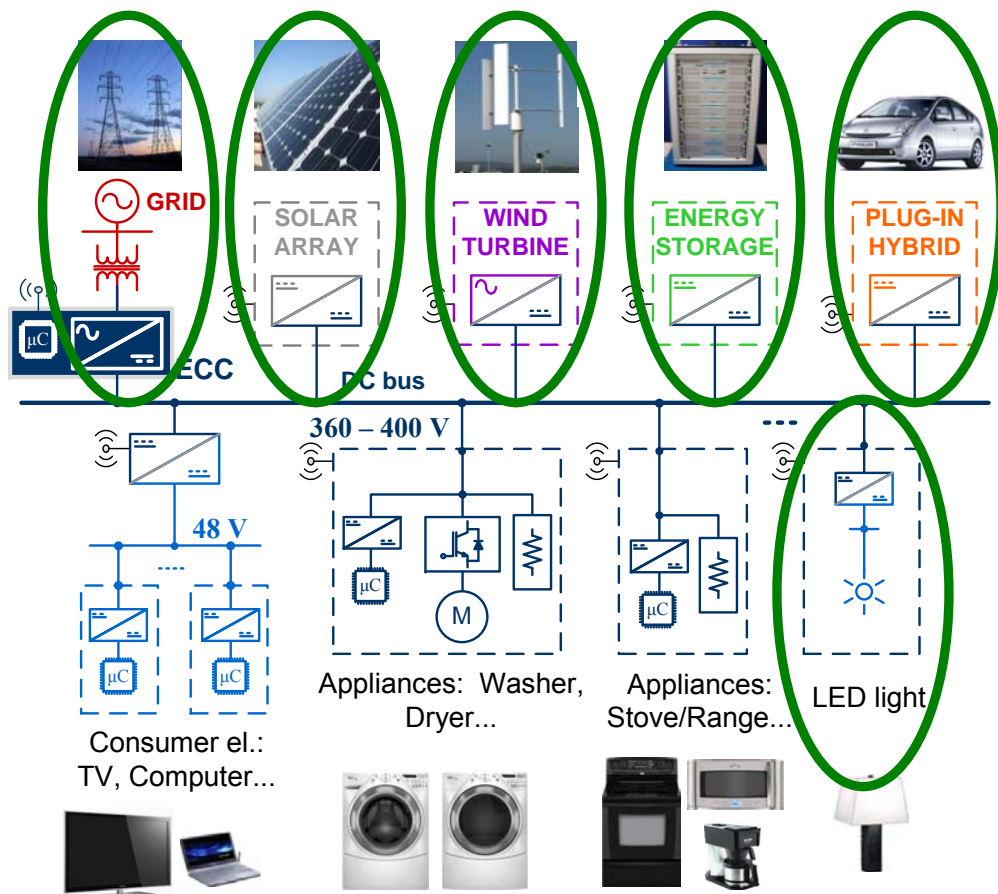 GRID
SOLAR
ARRAY
WIND
TURBINE
ENERGY
STORAGE
PLUG-IN
HYBRID
µC
ECC
DC bus
360 – 400 V
48 V
µC
µC
µC
M
µC
Consumer el.:
TV, Computer...
Appliances: Washer,
Dryer...
Appliances:
Stove/Range...
LED light